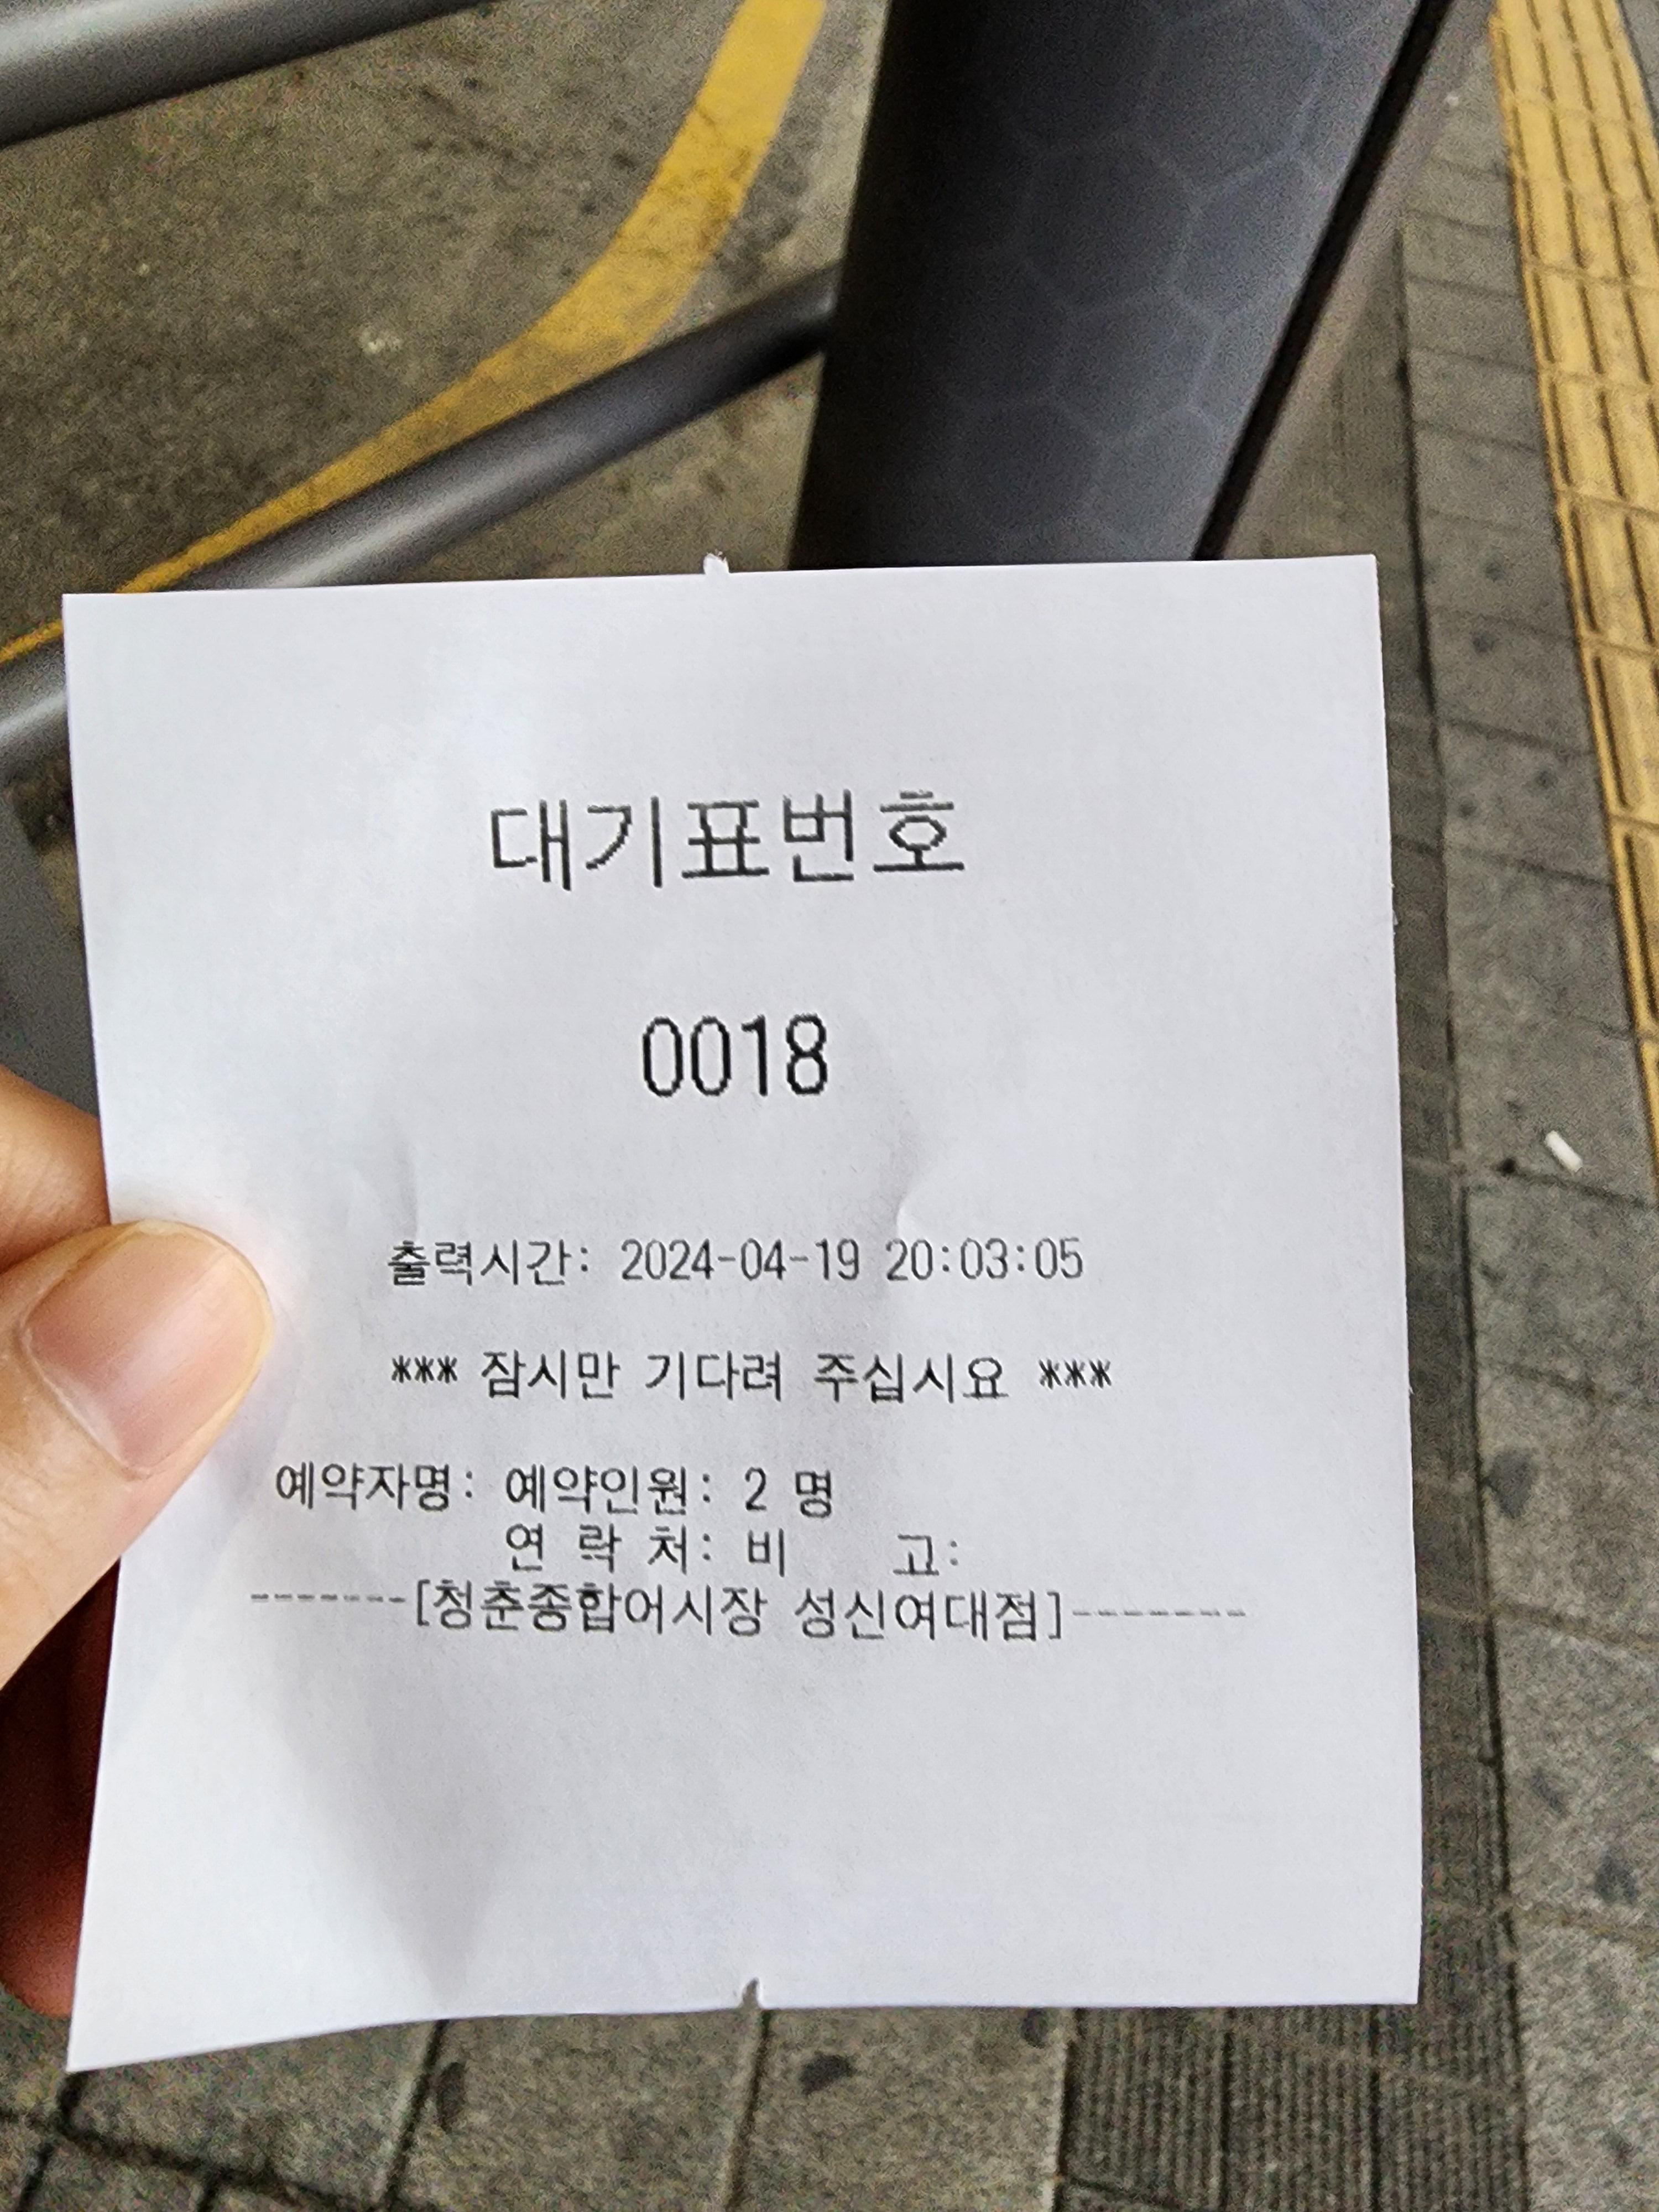 대기표번호
0018
출력시간: 2024-04-19 20:03:05
*** 잠시만 기다려 주십시요 ***
예약자명: 예약인원: 2 명
연 락 처: 비 고:
-------[청춘종합어시장 성신여대점]-------